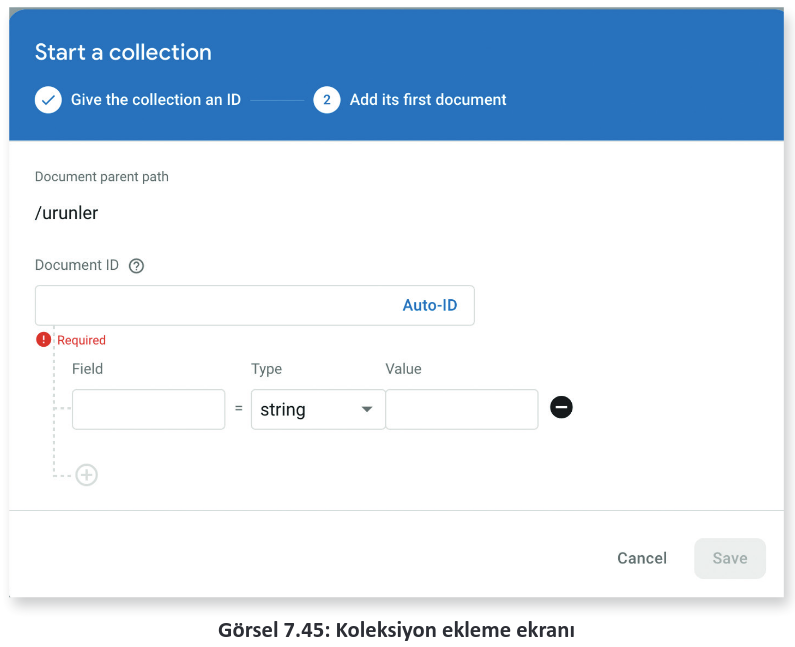 Start a collection
Give the collection an ID
2 Add its first document
Document parent path
/urunler
Document ID ?
Auto-ID
! Required
Field Type Value
= string
Cancel Save
Görsel 7.45: Koleksiyon ekleme ekranı